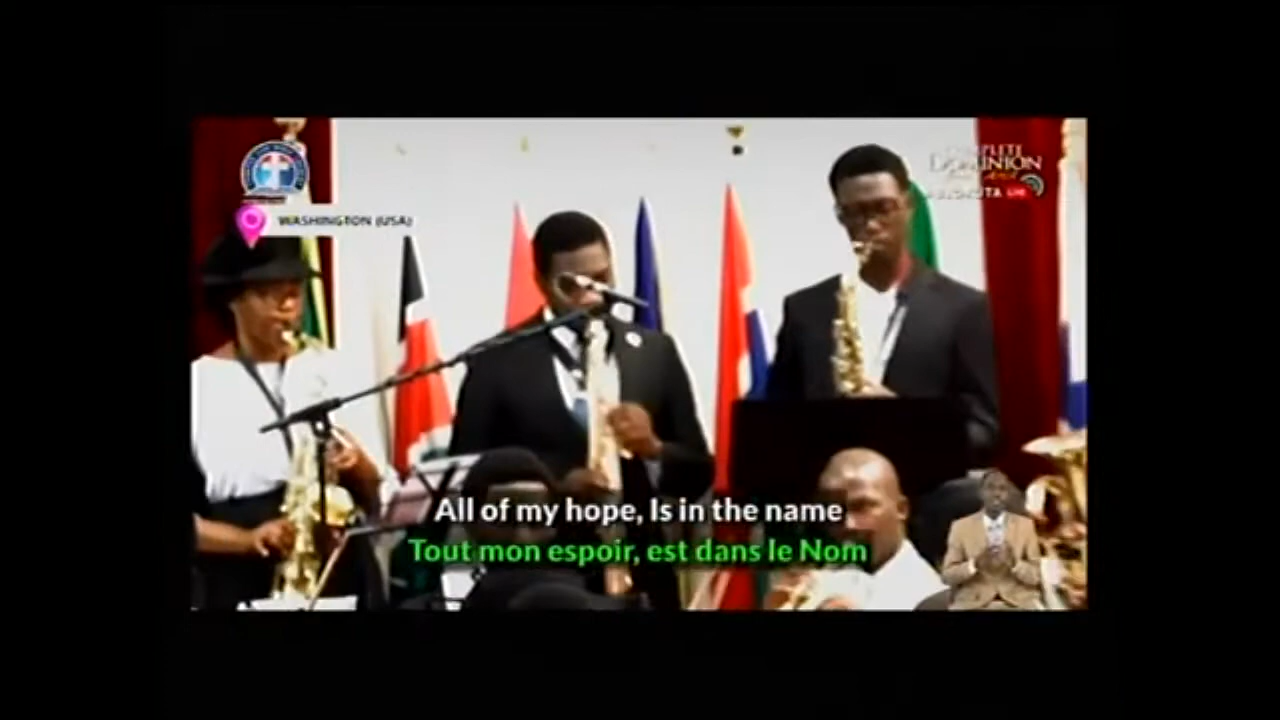 WASHINGTON (USA)
DOMINION
LIVE
All of my hope, Is in the name
Tout mon espoir, est dans le Nom